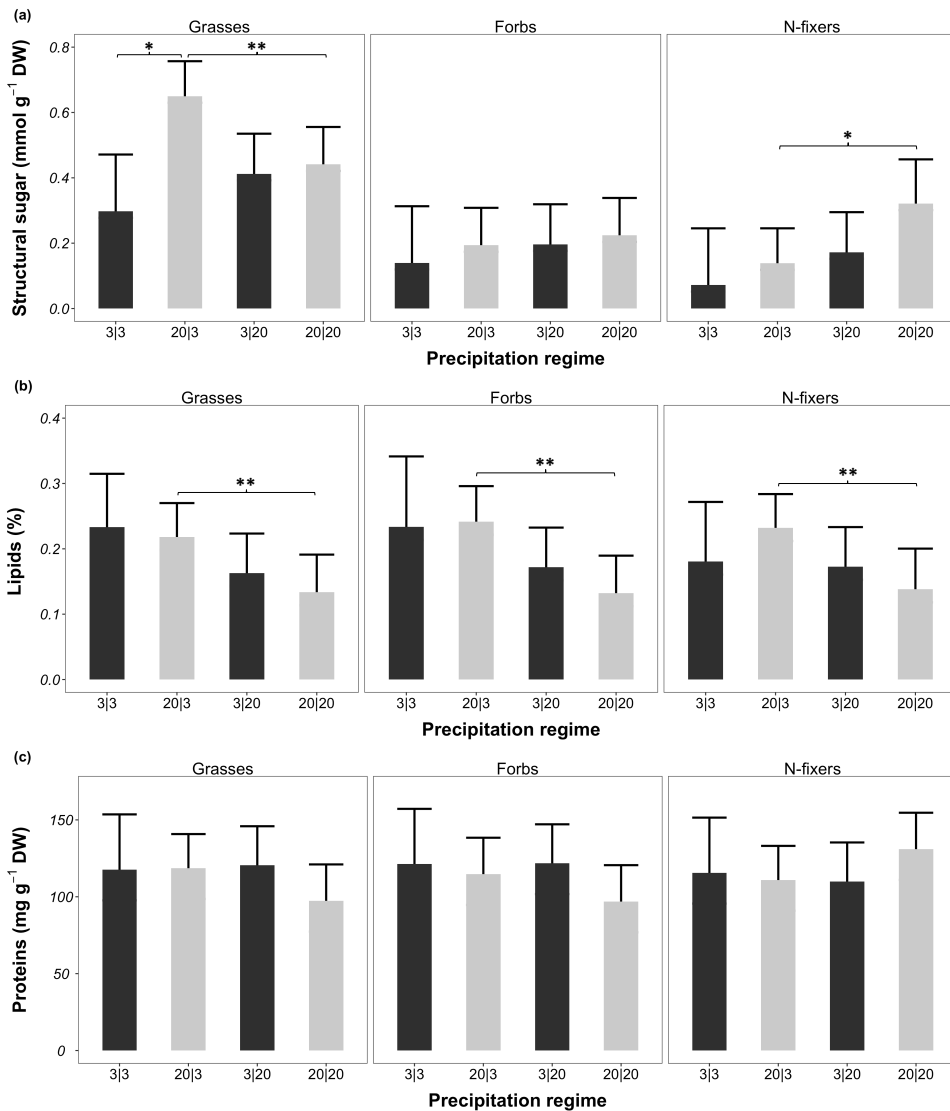 (a)
Grasses Forbs N-fixers
Structural sugar (mmol g⁻¹ DW)
0.8
0.6
0.4
0.2
0.0
* **
*
3|3 20|3 3|20 20|20 3|3 20|3 3|20 20|20 3|3 20|3 3|20 20|20
Precipitation regime
(b)
Grasses Forbs N-fixers
Lipids (%)
0.4
0.3
0.2
0.1
0.0
** ** **
3|3 20|3 3|20 20|20 3|3 20|3 3|20 20|20 3|3 20|3 3|20 20|20
Precipitation regime
(c)
Grasses Forbs N-fixers
Proteins (mg g⁻¹ DW)
150
100
50
0
3|3 20|3 3|20 20|20 3|3 20|3 3|20 20|20 3|3 20|3 3|20 20|20
Precipitation regime